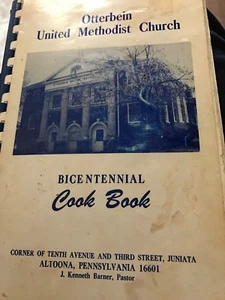 Otterbein
United Methodist Church
BICENTENNIAL
Cook Book
CORNER OF TENTH AVENUE AND THIRD STREET, JUNIATA
ALTOONA, PENNSYLVANIA 16601
J. Kenneth Barner, Pastor